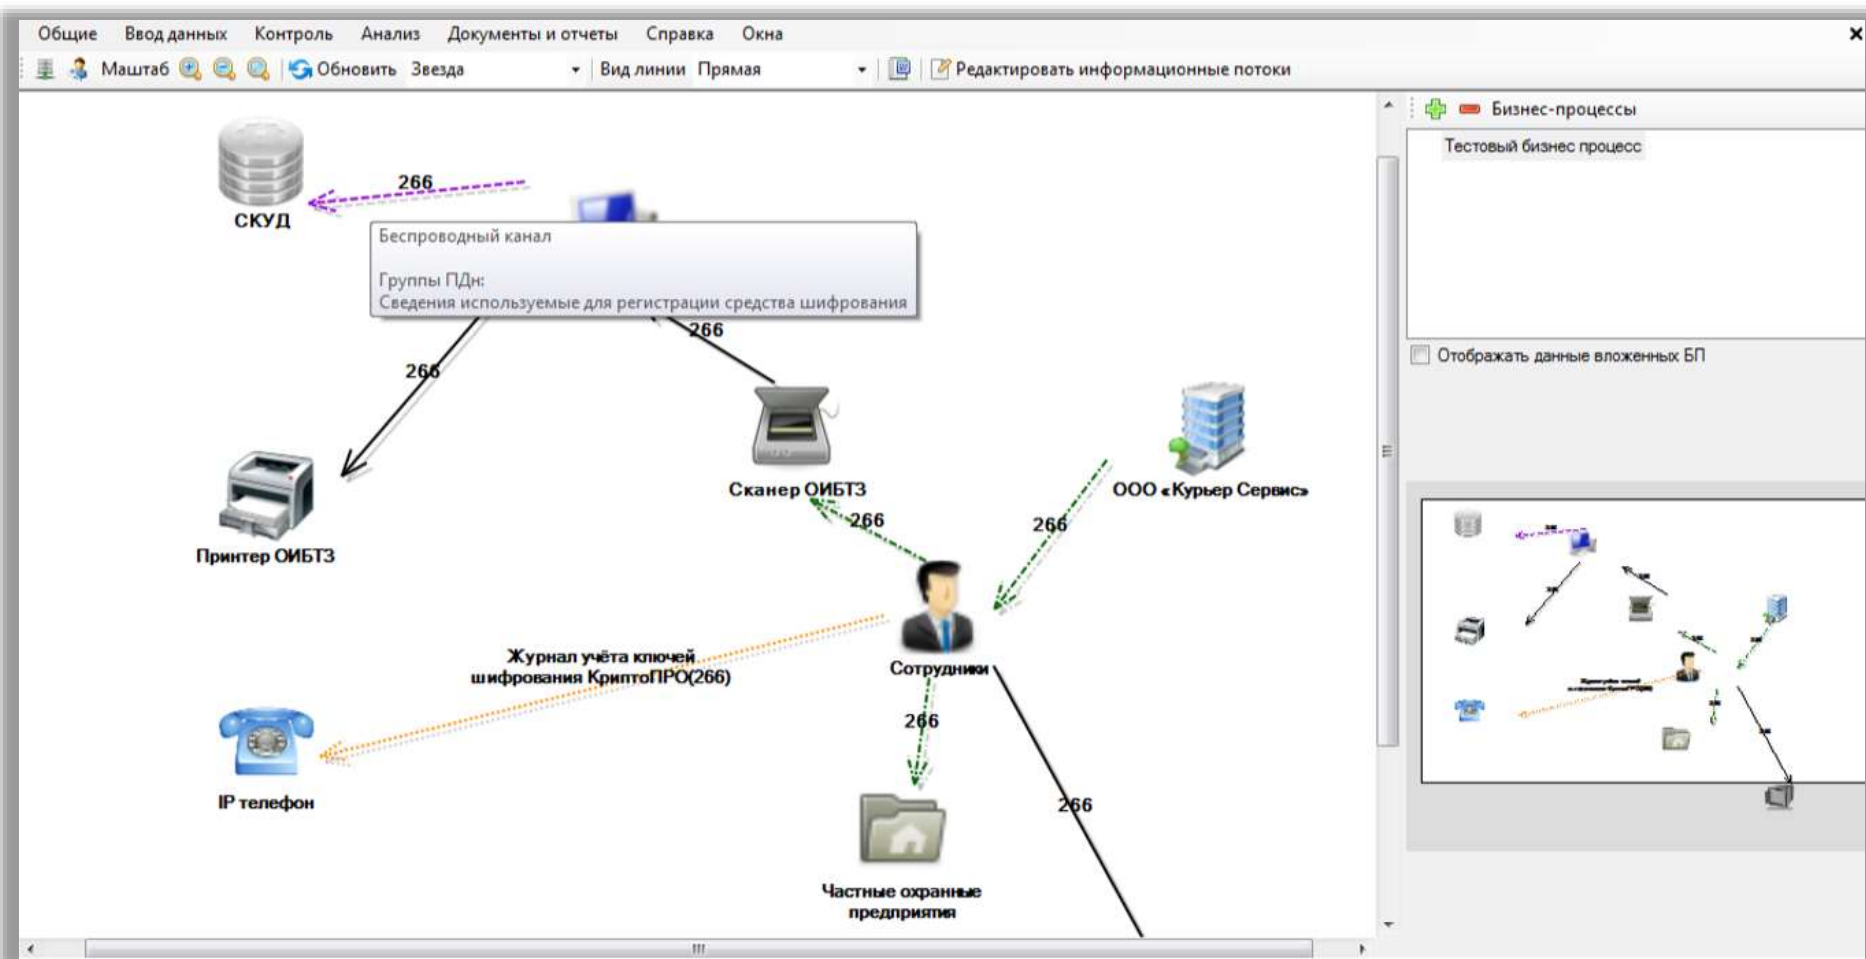 Общие Ввод данных Контроль Анализ Документы и отчеты Справка Окна
Маштаб Обновить Звезда Вид линии Прямая Редактировать информационные потоки
Бизнес-процессы
Тестовый бизнес процесс
Отображать данные вложенных БП
266
СКУД
Беспроводный канал
Группы ПДн:
Сведения используемые для регистрации средства шифрования
266
266
Сканер ОИБТЗ
ООО «Курьер Сервис»
266
266
Принтер ОИБТЗ
Журнал учёта ключей
шифрования КриптоПРО(266)
Сотрудники
266
IP телефон
266
Частные охранные
предприятия